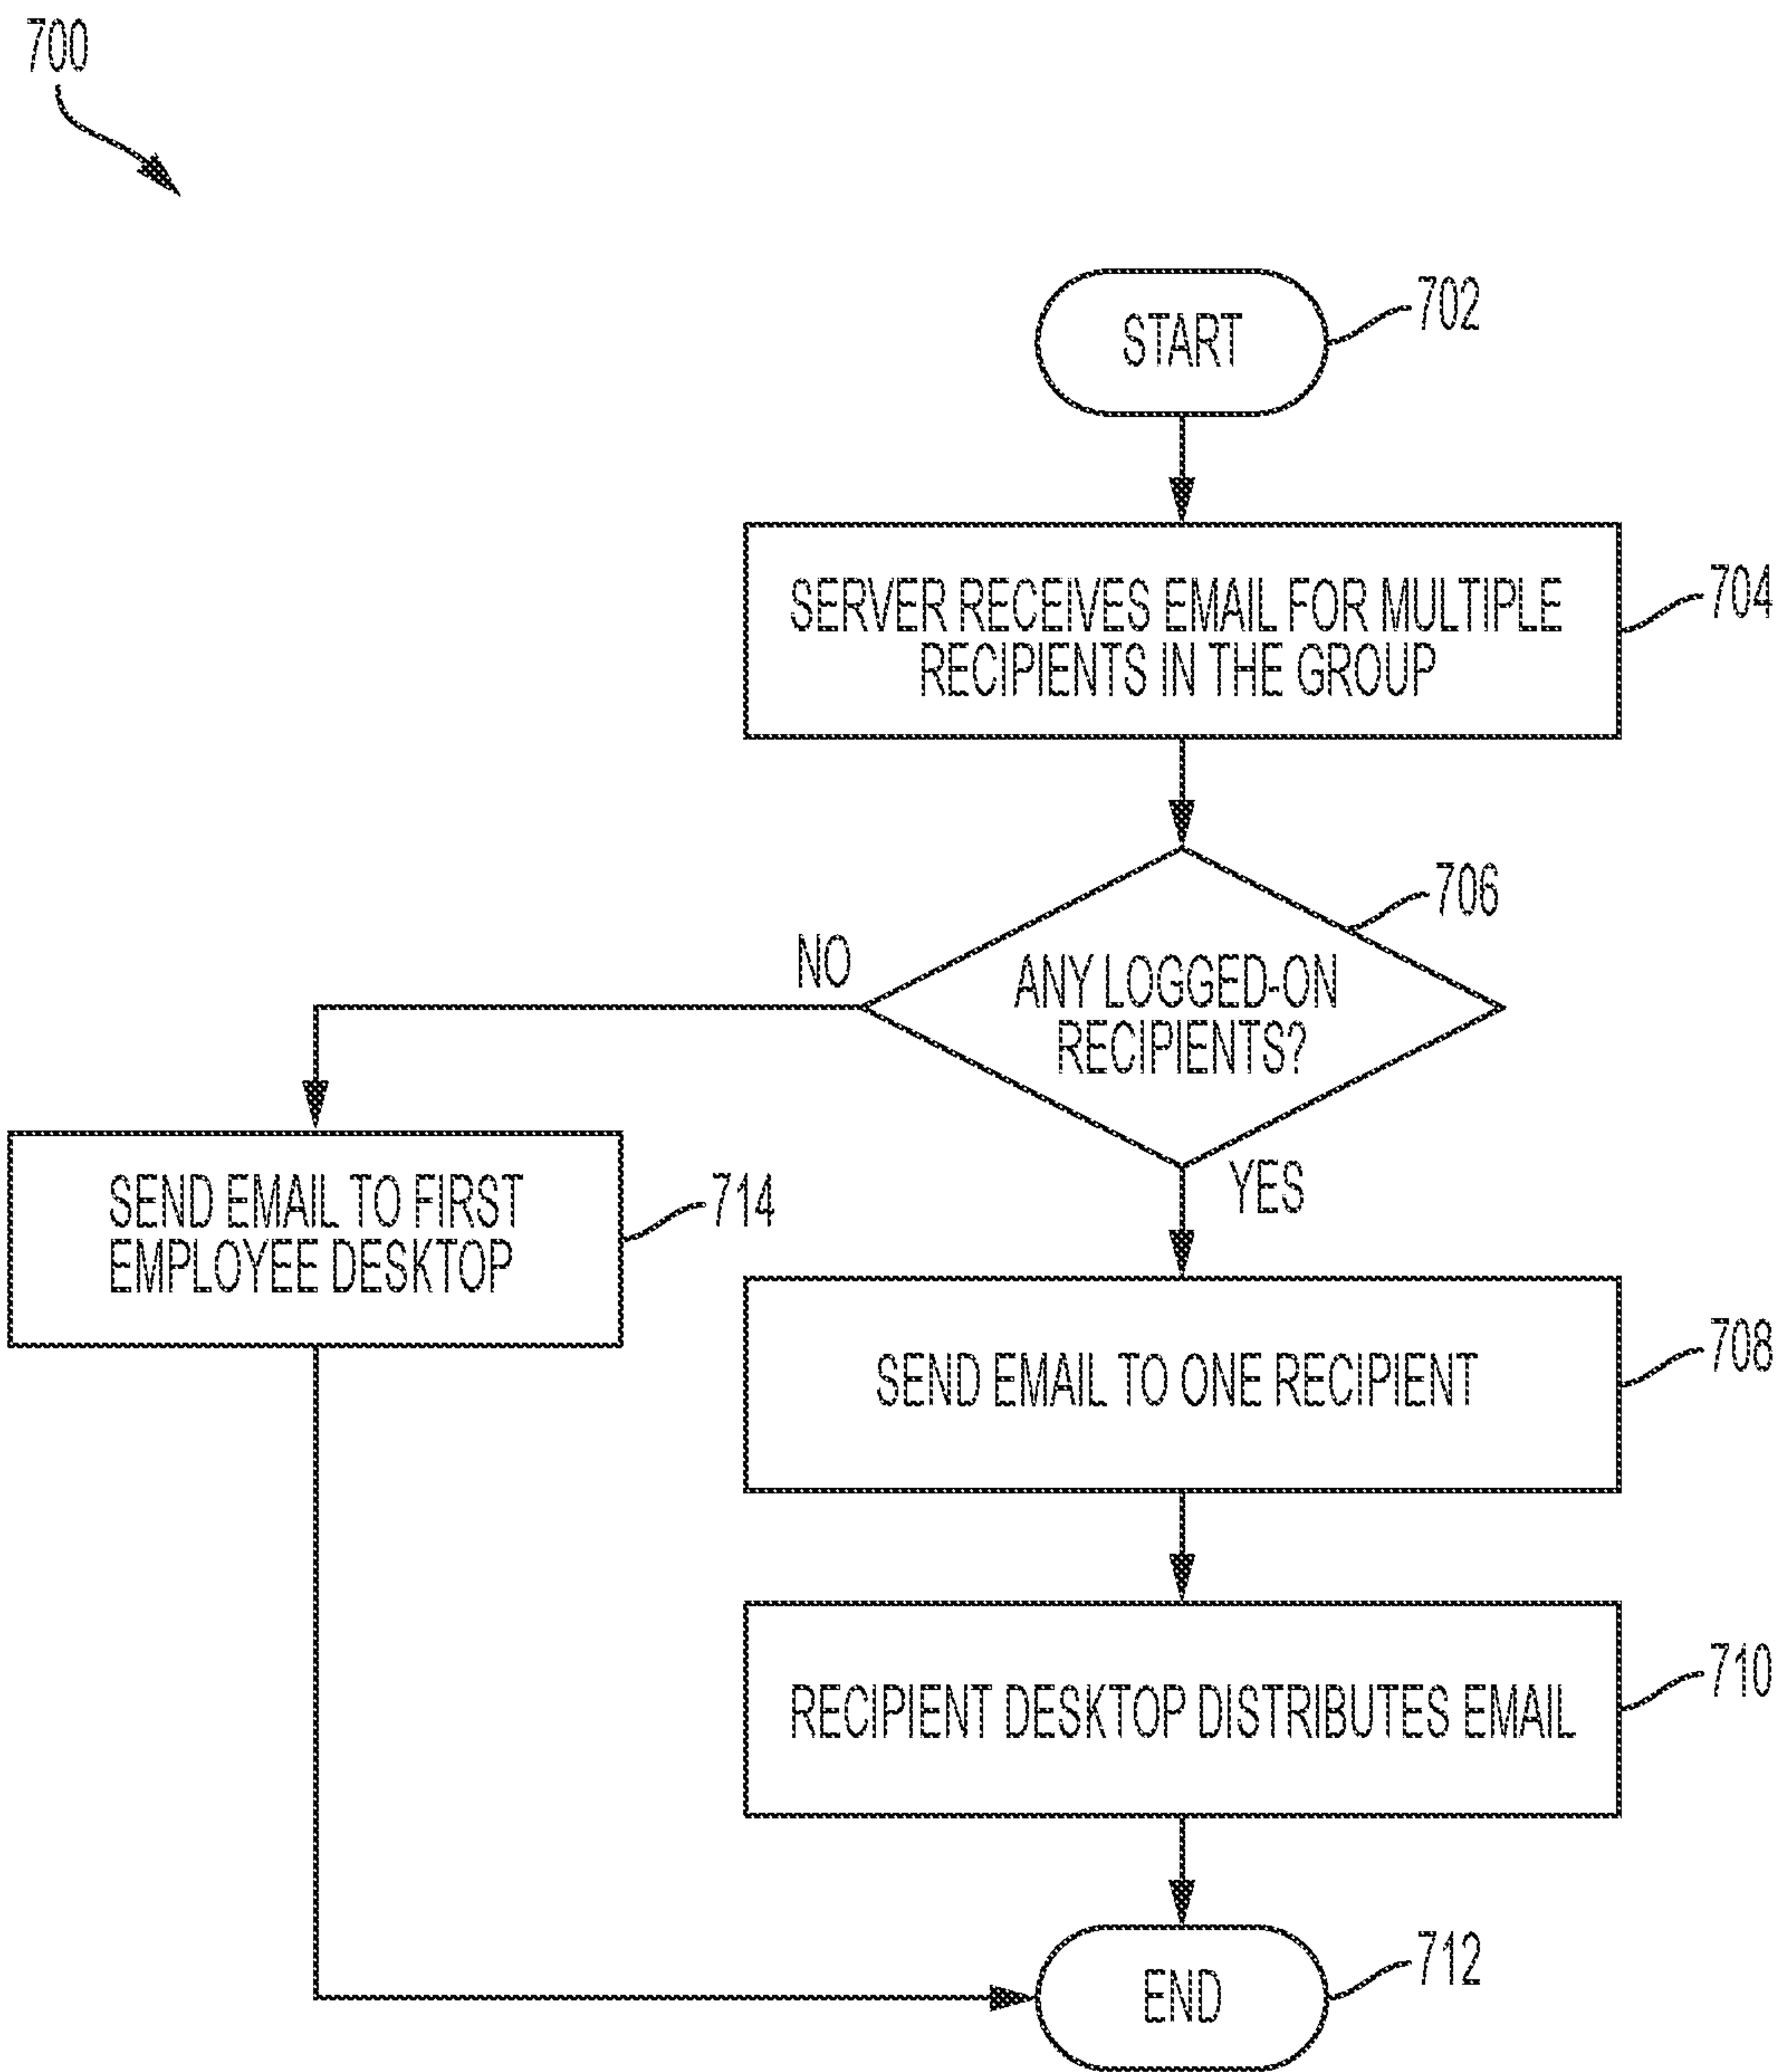 700
START
702
SERVER RECEIVES EMAIL FOR MULTIPLE
RECIPIENTS IN THE GROUP
704
706
ANY LOGGED-ON
RECIPIENTS?
NO
YES
SEND EMAIL TO FIRST
EMPLOYEE DESKTOP
714
SEND EMAIL TO ONE RECIPIENT
708
RECIPIENT DESKTOP DISTRIBUTES EMAIL
710
END
712